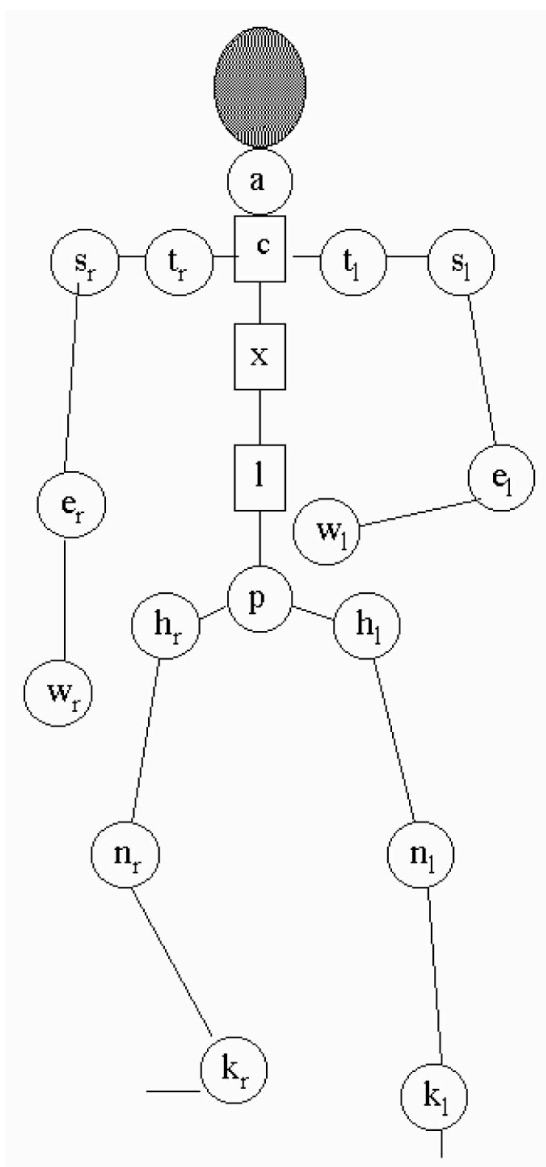 a
s_r t_r c t_l s_l
x
l
e_r e_l
w_l
p
h_r h_l
w_r
n_r n_l
k_r
k_l